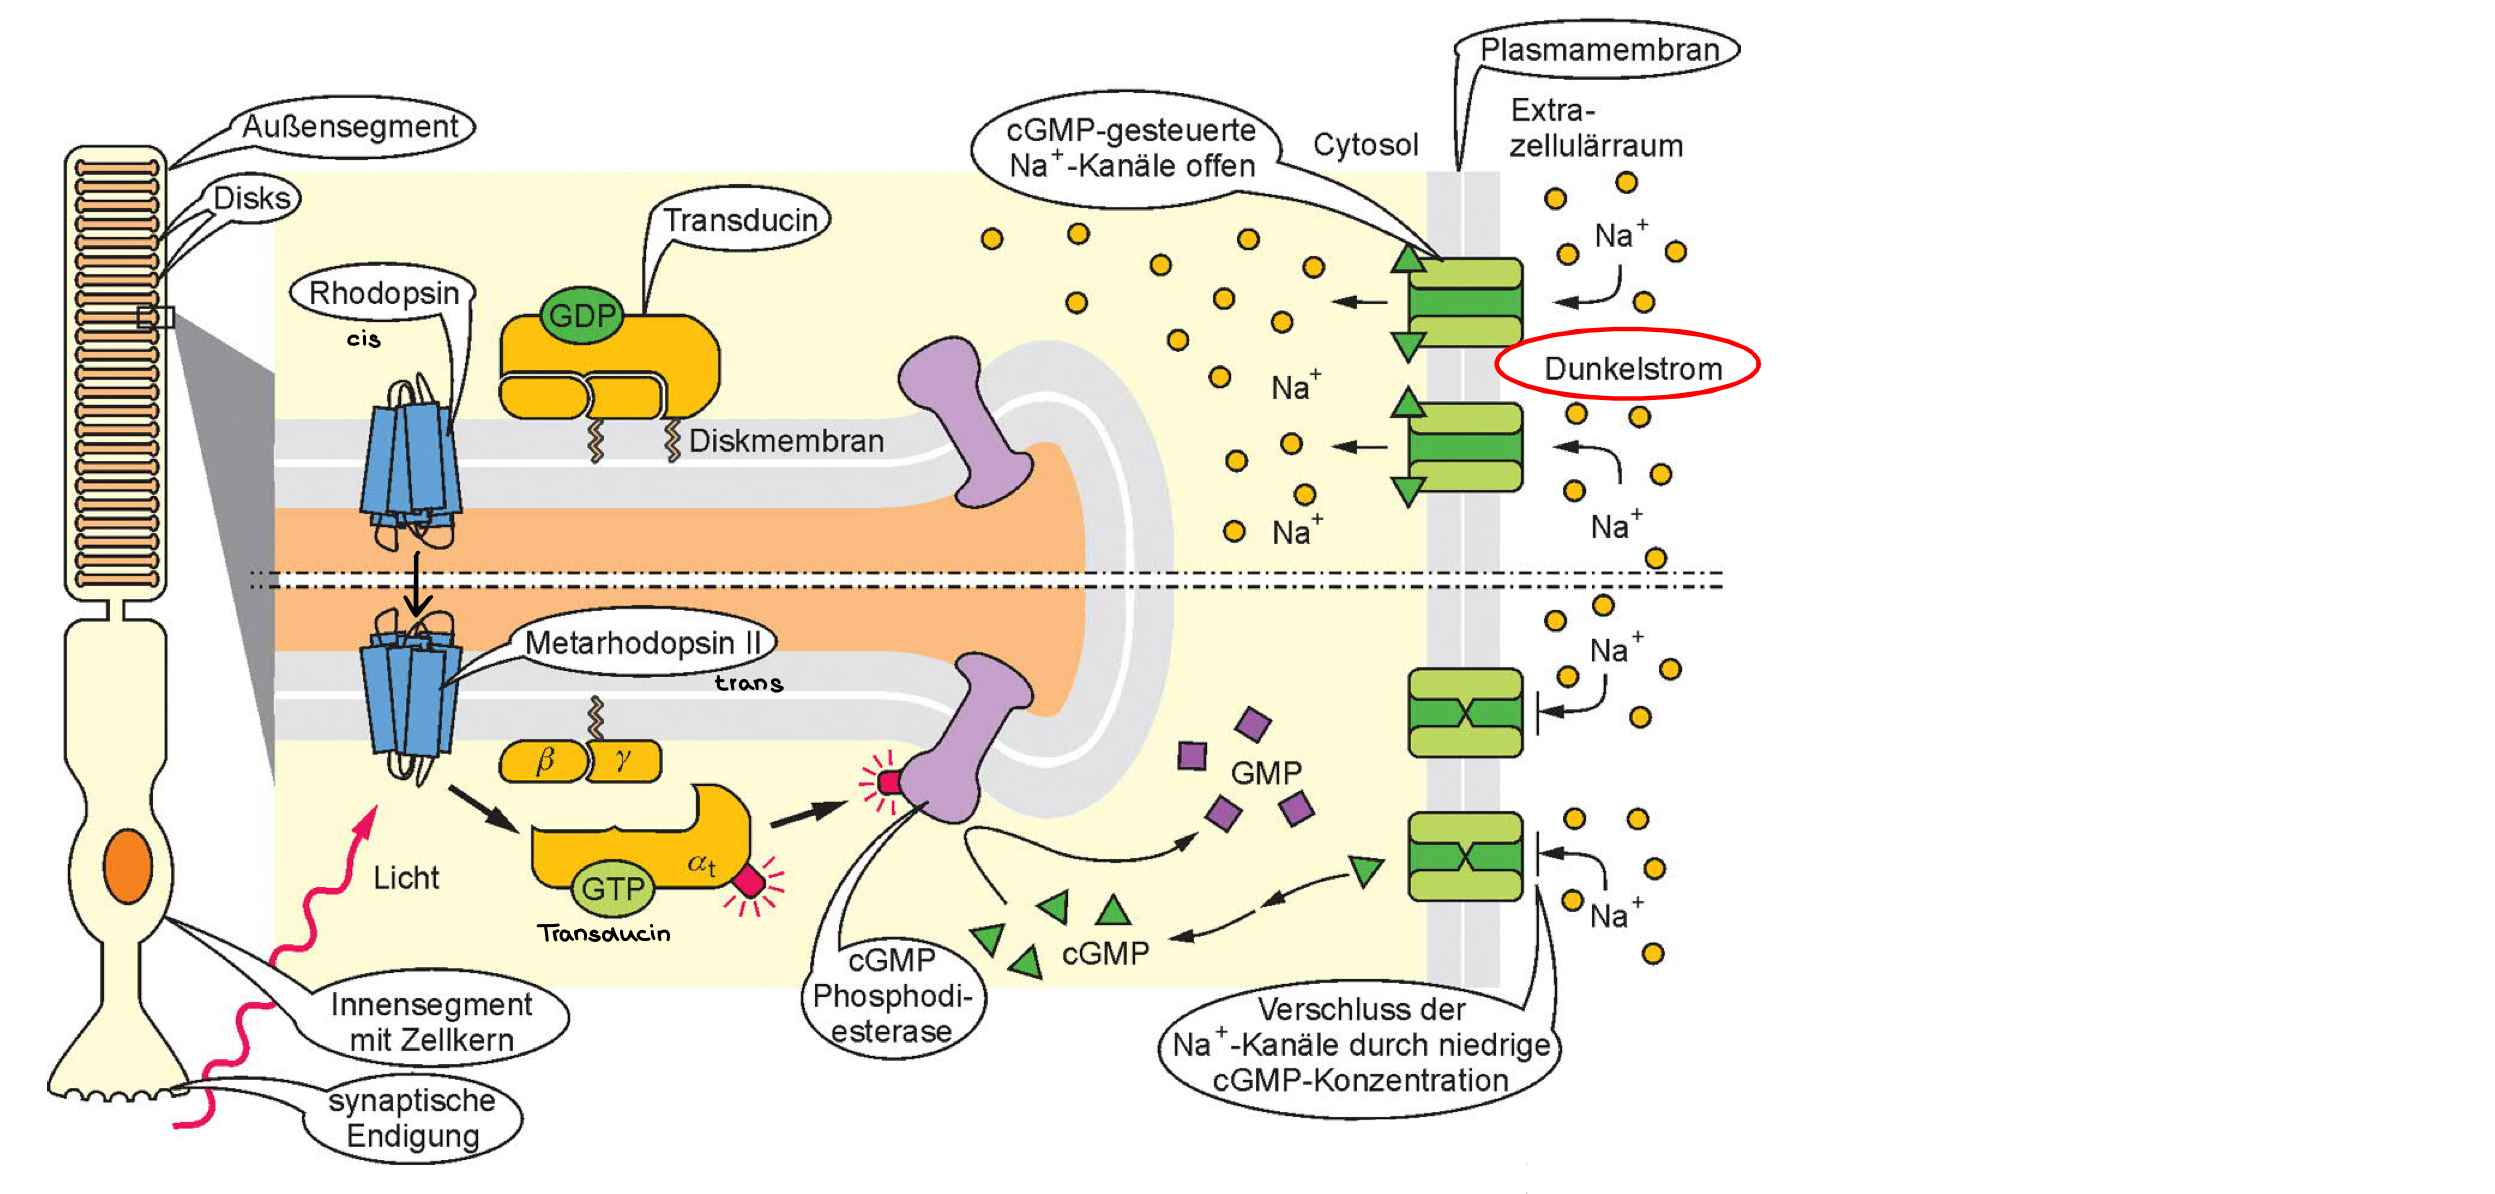 Plasmamembran
Außensegment
cGMP-gesteuerte
Na⁺-Kanäle offen
Cytosol
Extra-
zellulärraum
Disks
Transducin
Na⁺
Rhodopsin
cis
GDP
Dunkelstrom
Na⁺
Diskmembran
Na⁺
Na⁺
Metarhodopsin II
trans
Na⁺
β
γ
GMP
Licht
αt
GTP
Transducin
cGMP
Na⁺
cGMP
Phosphodi-
esterase
Innensegment
mit Zellkern
Verschluss der
Na⁺-Kanäle durch niedrige
cGMP-Konzentration
synaptische
Endigung